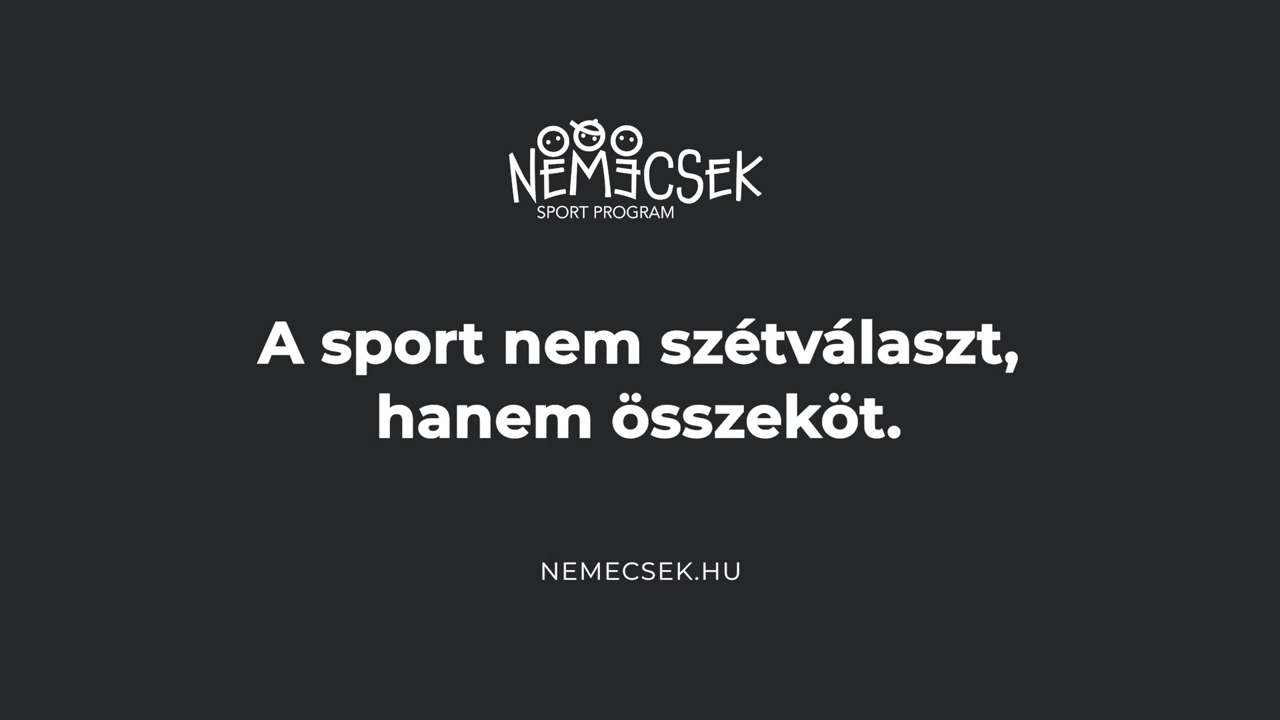 NEMECSEK
SPORT PROGRAM
A sport nem szétválaszt,
hanem összeköt.
NEMECSEK.HU